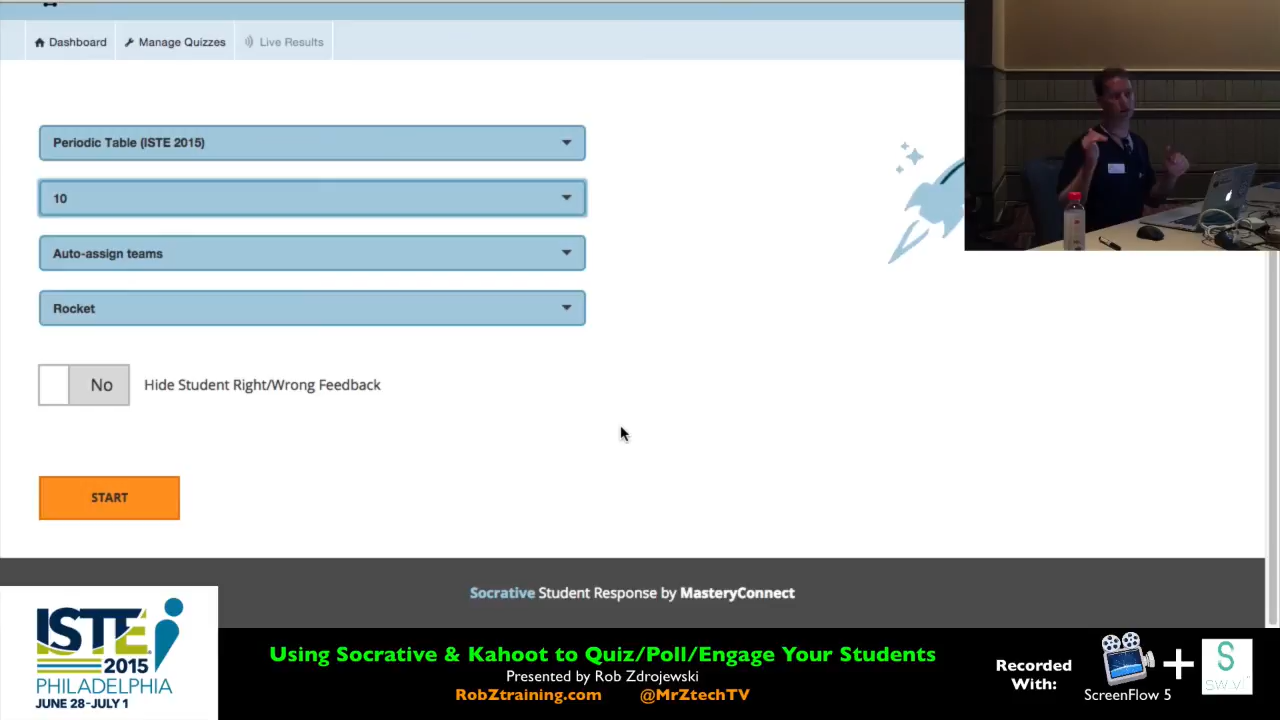 Dashboard
Manage Quizzes
Live Results
Periodic Table (ISTE 2015)
10
Auto-assign teams
Rocket
No
Hide Student Right/Wrong Feedback
START
Socrative Student Response by MasteryConnect
ISTE
2015
PHILADELPHIA
JUNE 28-JULY 1
Using Socrative & Kahoot to Quiz/Poll/Engage Your Students
Presented by Rob Zdrojewski
RobZtraining.com @MrZtechTV
Recorded
With:
ScreenFlow 5
S
SW.VL